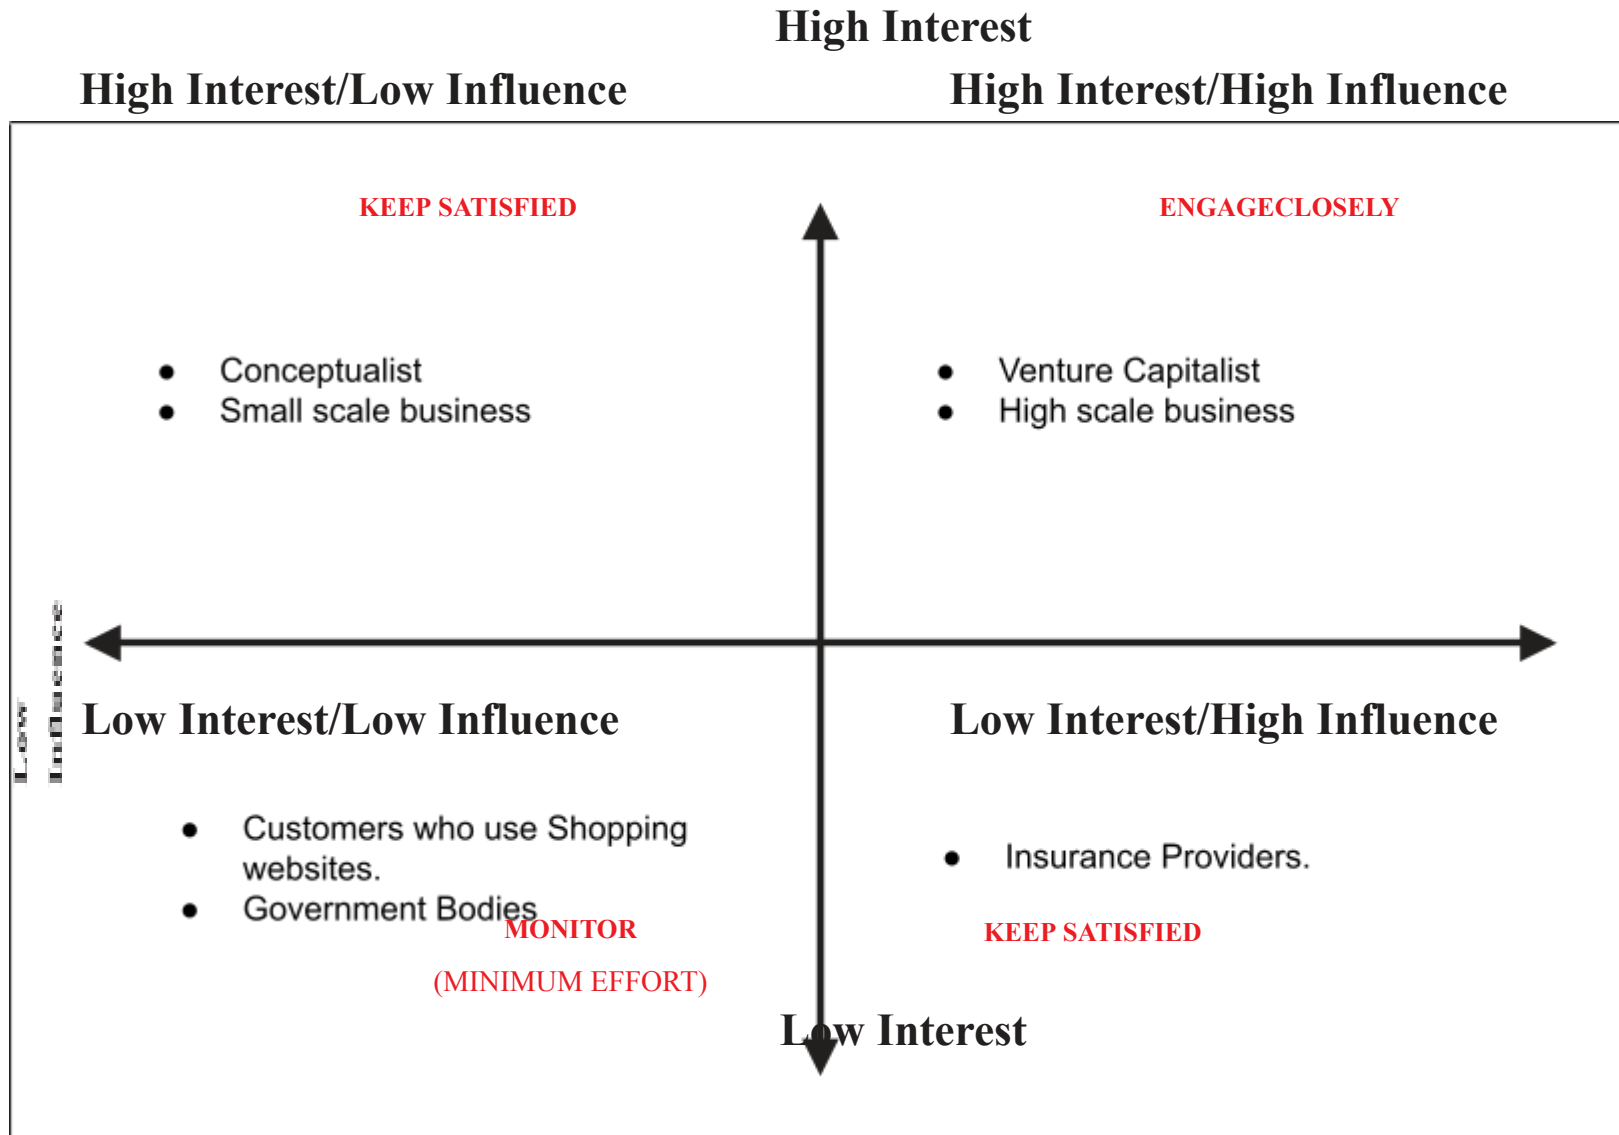 High Interest
High Interest/Low Influence
High Interest/High Influence
KEEP SATISFIED
ENGAGECLOSELY
● Conceptualist
● Small scale business
● Venture Capitalist
● High scale business
Low
Influence
Low Interest/Low Influence
Low Interest/High Influence
● Customers who use Shopping
websites.
● Government Bodies
MONITOR
(MINIMUM EFFORT)
● Insurance Providers.
KEEP SATISFIED
Low Interest